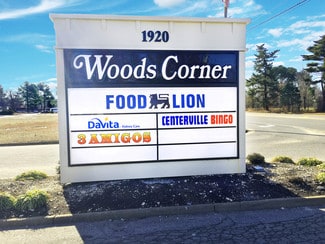 1920
Woods Corner
FOOD LION
DaVita CENTERVILLE BINGO
3 AMIGOS